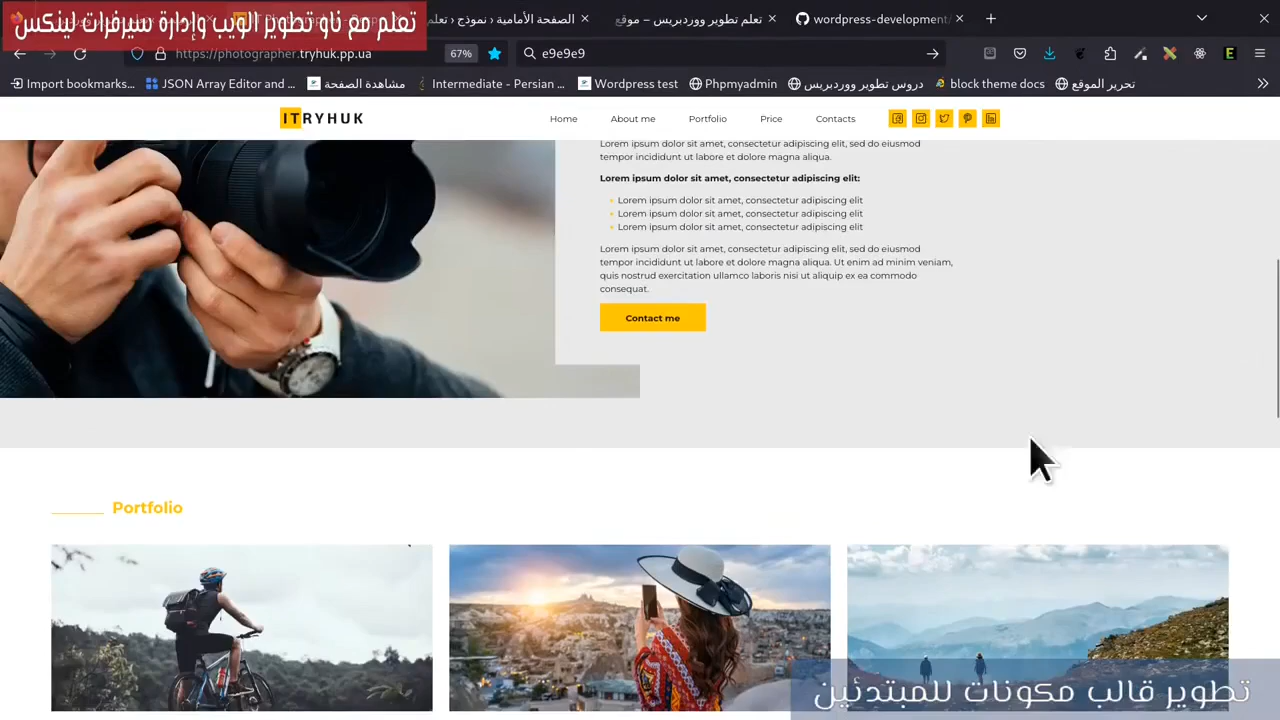 تعلم مع ناو تطوير الويب وإدارة سيرفرات لينكس
الصفحة الأمامية ‹ نموذج ‹ تعلم
تعلم تطوير ووردبريس – موقع
wordpress-development/
https://photographer.tryhuk.pp.ua
67%
e9e9e9
Import bookmarks...
JSON Array Editor and ...
مشاهدة الصفحة
Intermediate - Persian ...
Wordpress test
Phpmyadmin
دروس تطوير ووردبريس
block theme docs
تحرير الموقع
ITRYHUK
Home
About me
Portfolio
Price
Contacts
Lorem ipsum dolor sit amet, consectetur adipiscing elit, sed do eiusmod
tempor incididunt ut labore et dolore magna aliqua.
Lorem ipsum dolor sit amet, consectetur adipiscing elit:
Lorem ipsum dolor sit amet, consectetur adipiscing elit
Lorem ipsum dolor sit amet, consectetur adipiscing elit
Lorem ipsum dolor sit amet, consectetur adipiscing elit
Lorem ipsum dolor sit amet, consectetur adipiscing elit, sed do eiusmod
tempor incididunt ut labore et dolore magna aliqua. Ut enim ad minim veniam,
quis nostrud exercitation ullamco laboris nisi ut aliquip ex ea commodo
consequat.
Contact me
Portfolio
تطوير قالب مكونات للمبتدئين